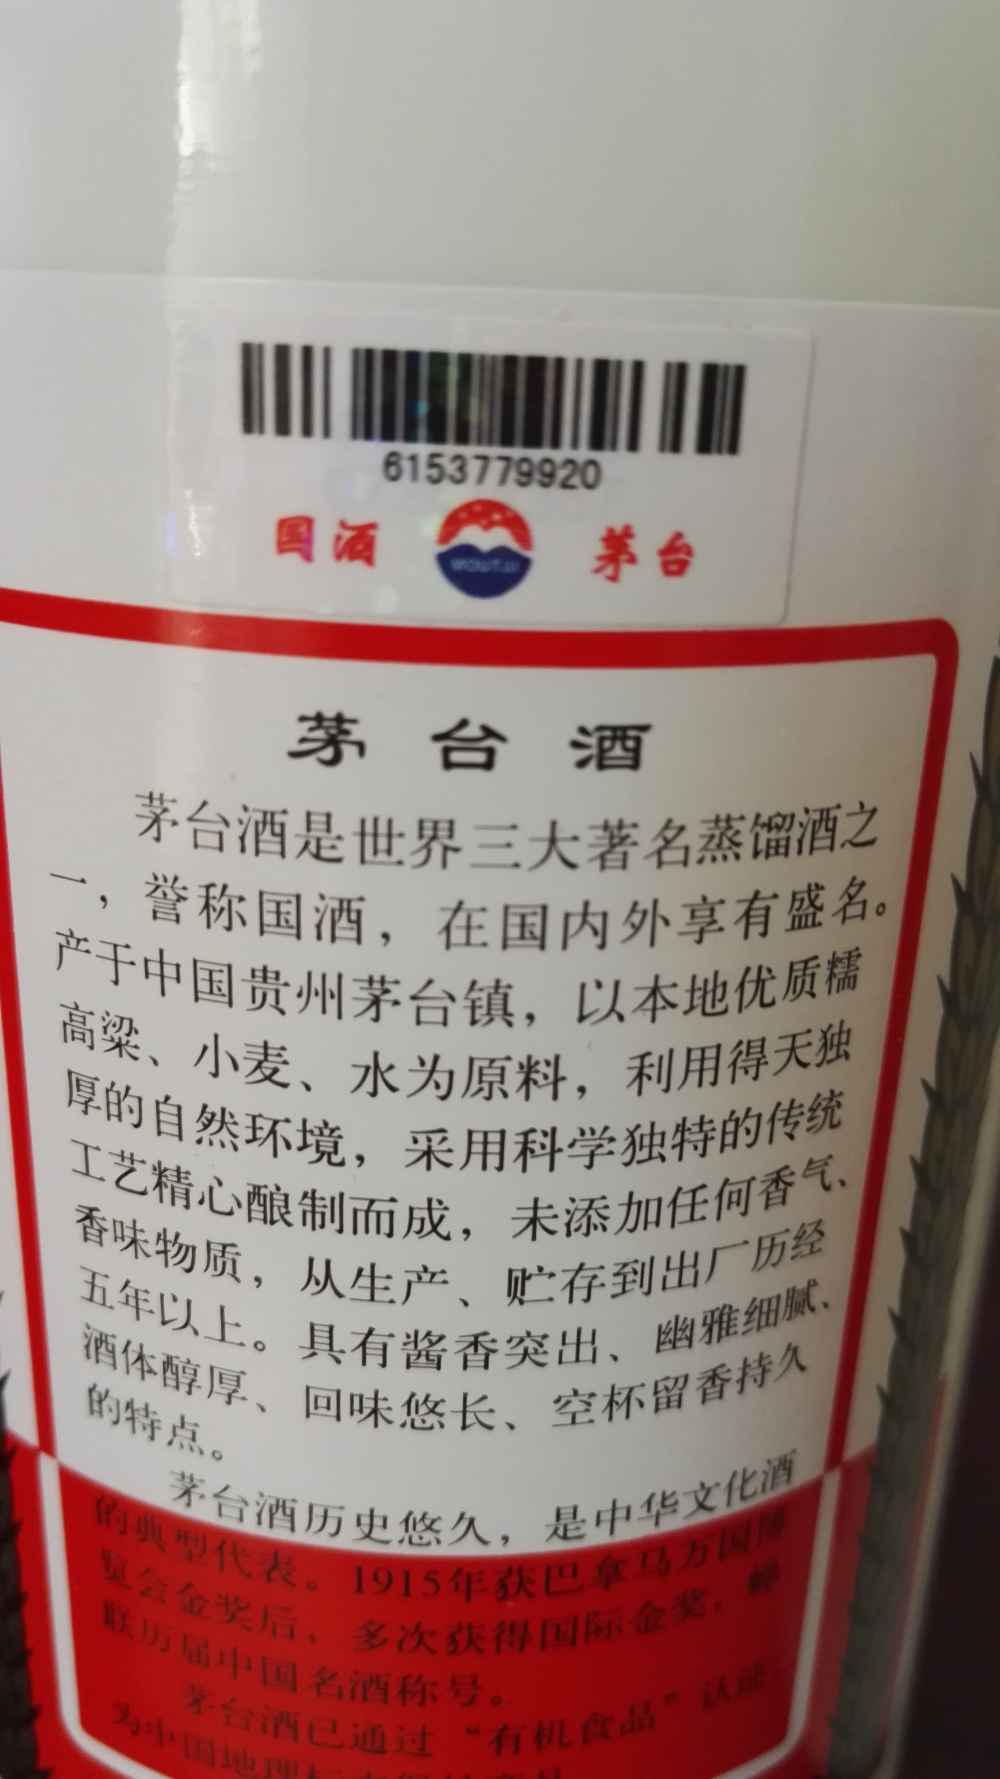 6153779920
国酒 MOUTAI 茅台
茅台酒
茅台酒是世界三大著名蒸馏酒之
一，誉称国酒，在国内外享有盛名。
产于中国贵州茅台镇，以本地优质糯
高粱、小麦、水为原料，利用得天独
厚的自然环境，采用科学独特的传统
工艺精心酿制而成，未添加任何香气、
香味物质，从生产、贮存到出厂历经
五年以上。具有酱香突出、幽雅细腻、
酒体醇厚、回味悠长、空杯留香持久
的特点。
茅台酒历史悠久，是中华文化酒
的典型代表。1915年获巴拿马万国博
览会金奖后，多次获得国际金奖，蝉
联历届中国名酒称号。
茅台酒已通过“有机食品”认证，
为中国地理标